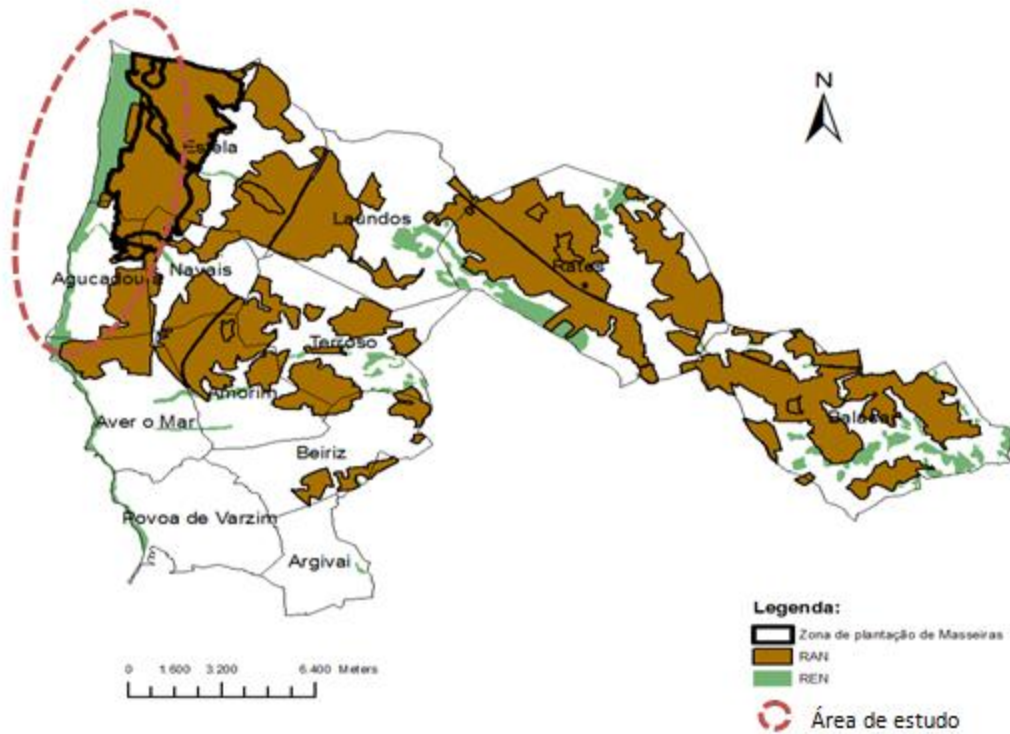 N
Estela
Laundos
Rates
Navais
Aguçadoura
Terroso
Amorim
Balasar
Aver o Mar
Beiriz
Povoa de Varzim
Argivai
Legenda:
Zona de plantação de Masseiras
RAN
REN
Área de estudo
0 1.600 3.200 6.400 Meters